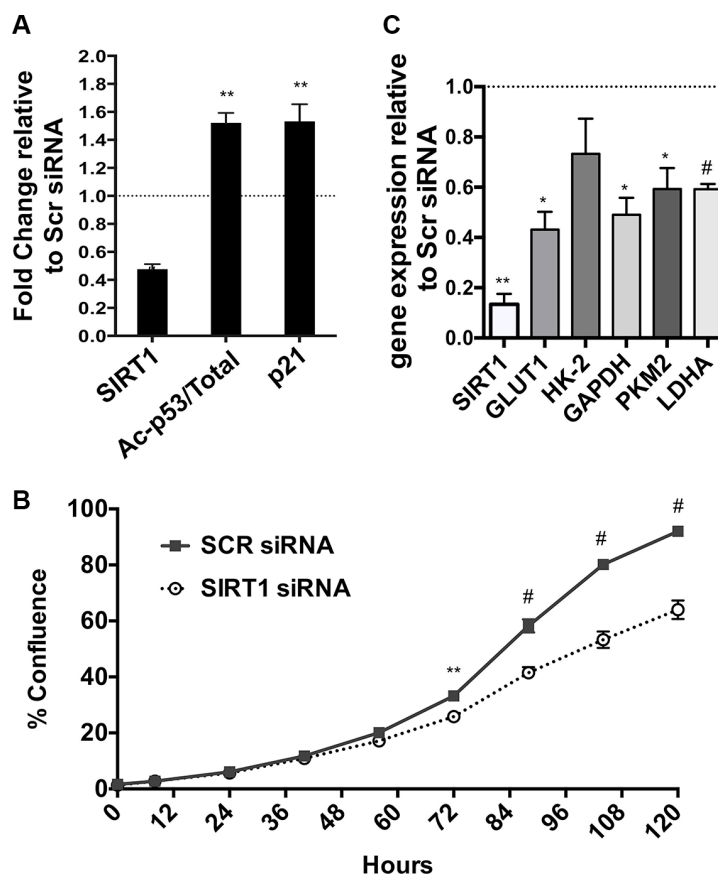 A
Fold Change relative
to Scr siRNA
2.0
1.8
1.6
1.4
1.2
1.0
0.8
0.6
0.4
0.2
0.0
**
**
SIRT1
Ac-p53/Total
p21
C
gene expression relative
to Scr siRNA
1.0
0.8
0.6
0.4
0.2
0.0
**
*
*
*
#
SIRT1
GLUT1
HK-2
GAPDH
PKM2
LDHA
B
% Confluence
100
80
60
40
20
0
SCR siRNA
SIRT1 siRNA
**
#
#
#
0
12
24
36
48
60
72
84
96
108
120
Hours